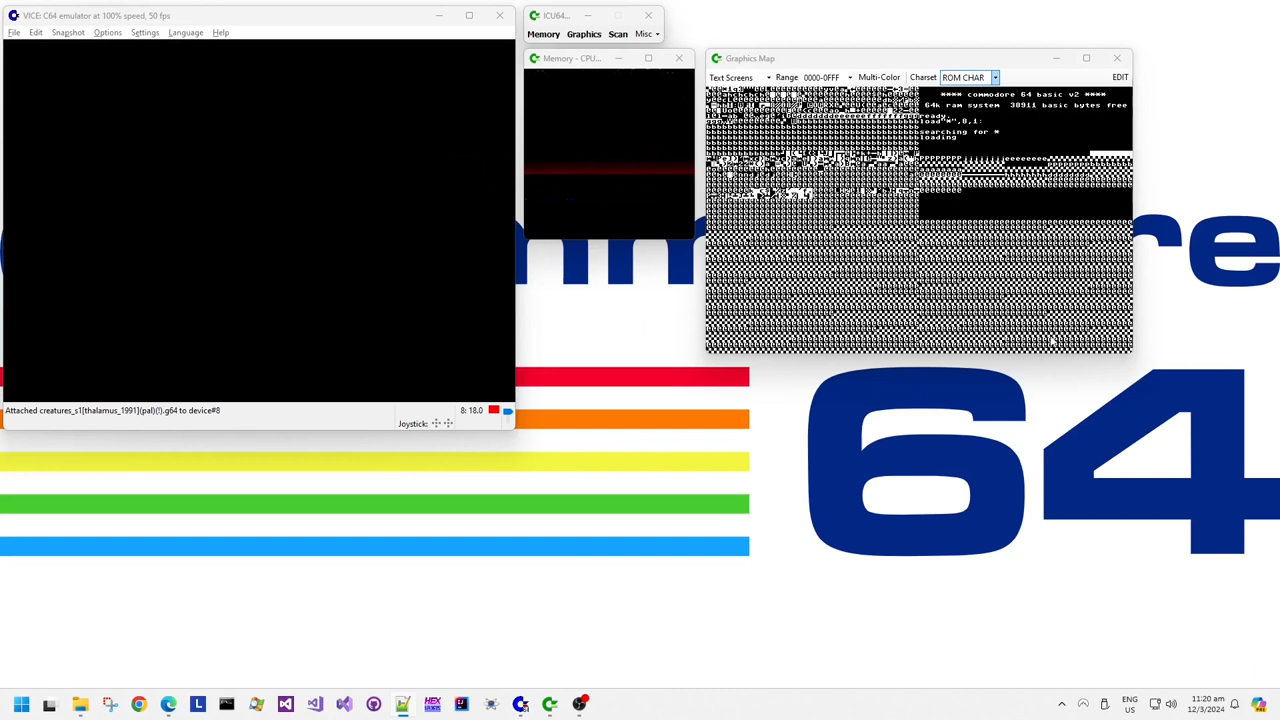 VICE: C64 emulator at 100% speed, 50 fps
File Edit Snapshot Options Settings Language Help
Attached creatures_s1[thalamus_1991](pal)(!).g64 to device#8
8: 18.0
Joystick:
ICU64...
Memory Graphics Scan Misc
Memory - CPU...
Graphics Map
Text Screens Range 0000-0FFF Multi-Color Charset ROM CHAR EDIT
**** commodore 64 basic v2 ****
64k ram system 38911 basic bytes free
ready.
load"*",8,1:
searching for *
loading
re
64
ENG
US
11:20 am
12/3/2024